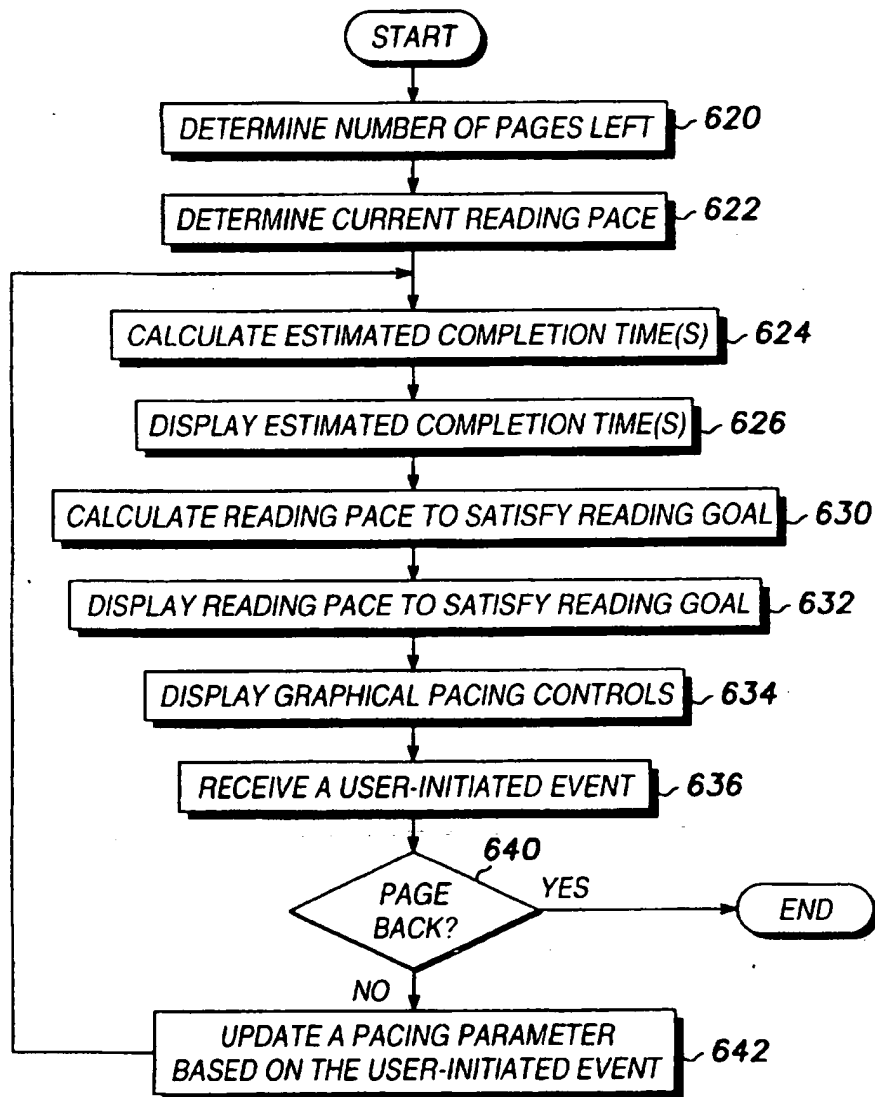 START
DETERMINE NUMBER OF PAGES LEFT 620
DETERMINE CURRENT READING PACE 622
CALCULATE ESTIMATED COMPLETION TIME(S) 624
DISPLAY ESTIMATED COMPLETION TIME(S) 626
CALCULATE READING PACE TO SATISFY READING GOAL 630
DISPLAY READING PACE TO SATISFY READING GOAL 632
DISPLAY GRAPHICAL PACING CONTROLS 634
RECEIVE A USER-INITIATED EVENT 636
640
PAGE
BACK?
YES
END
NO
UPDATE A PACING PARAMETER
BASED ON THE USER-INITIATED EVENT 642